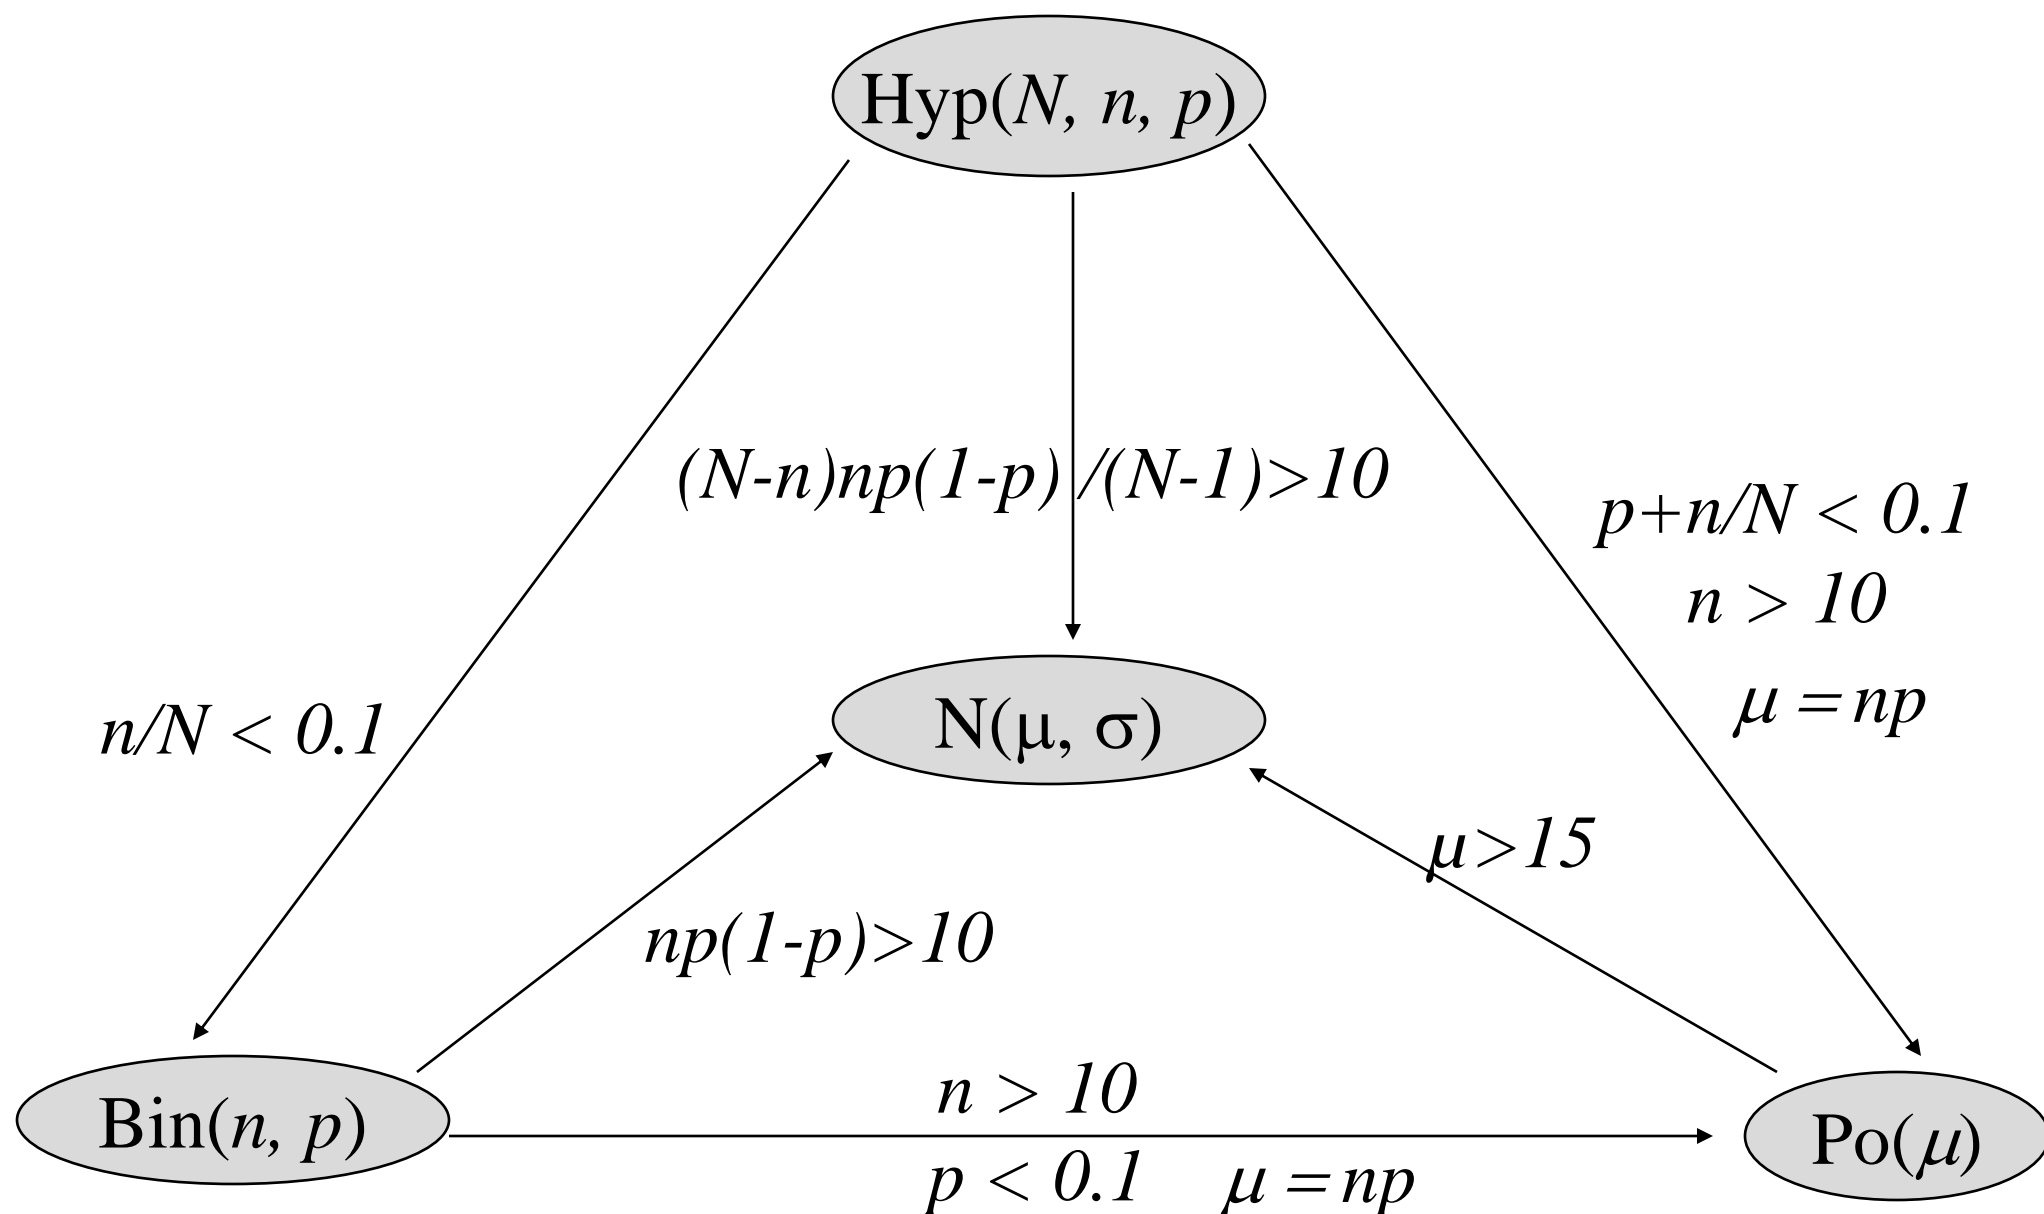 Hyp(N, n, p)
(N-n)np(1-p) /(N-1)>10
p+n/N < 0.1
n > 10
μ = np
n/N < 0.1
N(μ, σ)
μ>15
np(1-p)>10
n > 10
Bin(n, p)
Po(μ)
p < 0.1 μ = np